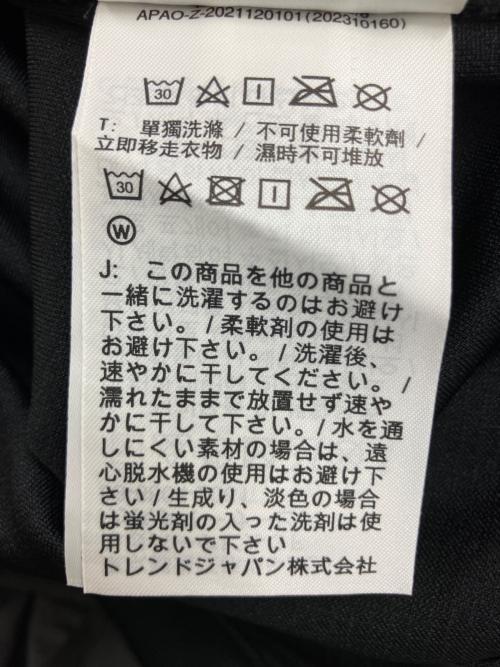 APAO-Z-2021120101(202310160)
30
T: 單獨洗滌 / 不可使用柔軟劑 /
立即移走衣物 / 濕時不可堆放
30
W
J: この商品を他の商品と
一緒に洗濯するのはお避け
下さい。/ 柔軟剤の使用は
お避け下さい。/ 洗濯後、
速やかに干してください。 /
濡れたままで放置せず速や
かに干して下さい。/ 水を通
しにくい素材の場合は、遠
心脱水機の使用はお避け下
さい / 生成り、淡色の場合
は蛍光剤の入った洗剤は使
用しないで下さい
トレンドジャパン株式会社